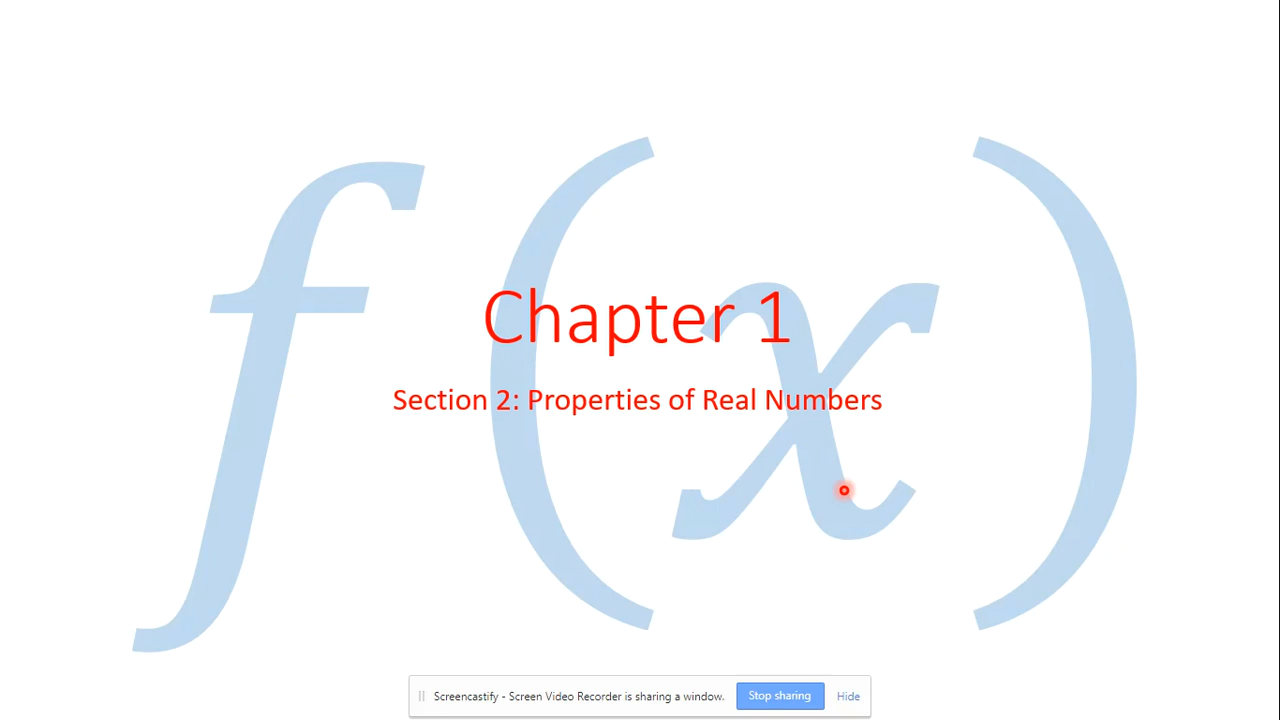 f(x)
Chapter 1
Section 2: Properties of Real Numbers
Screencastify - Screen Video Recorder is sharing a window. Stop sharing Hide